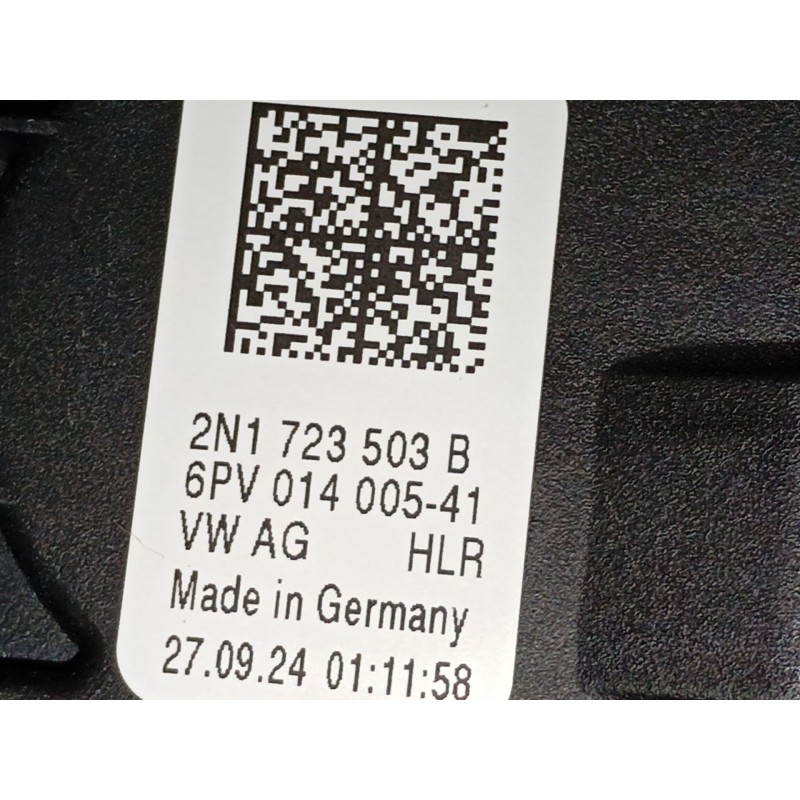 2N1 723 503 B
6PV 014 005-41
VW AG HLR
Made in Germany
27.09.24 01:11:58